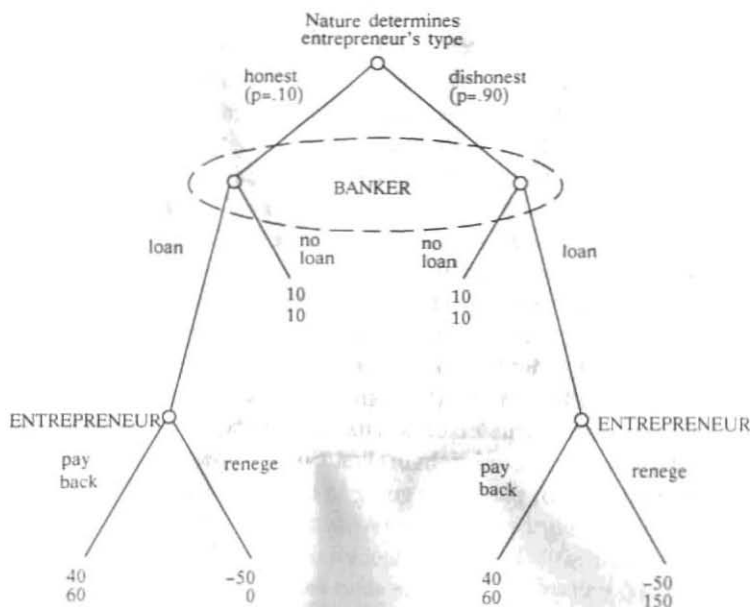 Nature determines
entrepreneur's type
honest
(p=.10)
dishonest
(p=.90)
BANKER
loan
no
loan
no
loan
loan
10
10
10
10
ENTREPRENEUR
ENTREPRENEUR
pay
back
renege
pay
back
renege
40
60
-50
0
40
60
-50
150